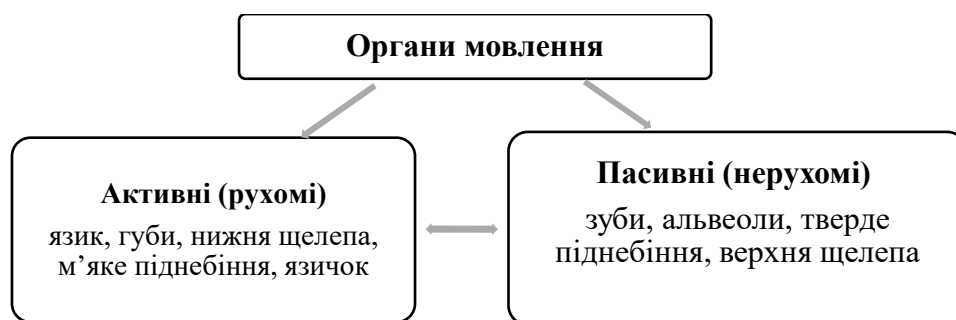 Органи мовлення
Активні (рухомі)
язик, губи, нижня щелепа,
м’яке піднебіння, язичок
Пасивні (нерухомі)
зуби, альвеоли, тверде
піднебіння, верхня щелепа